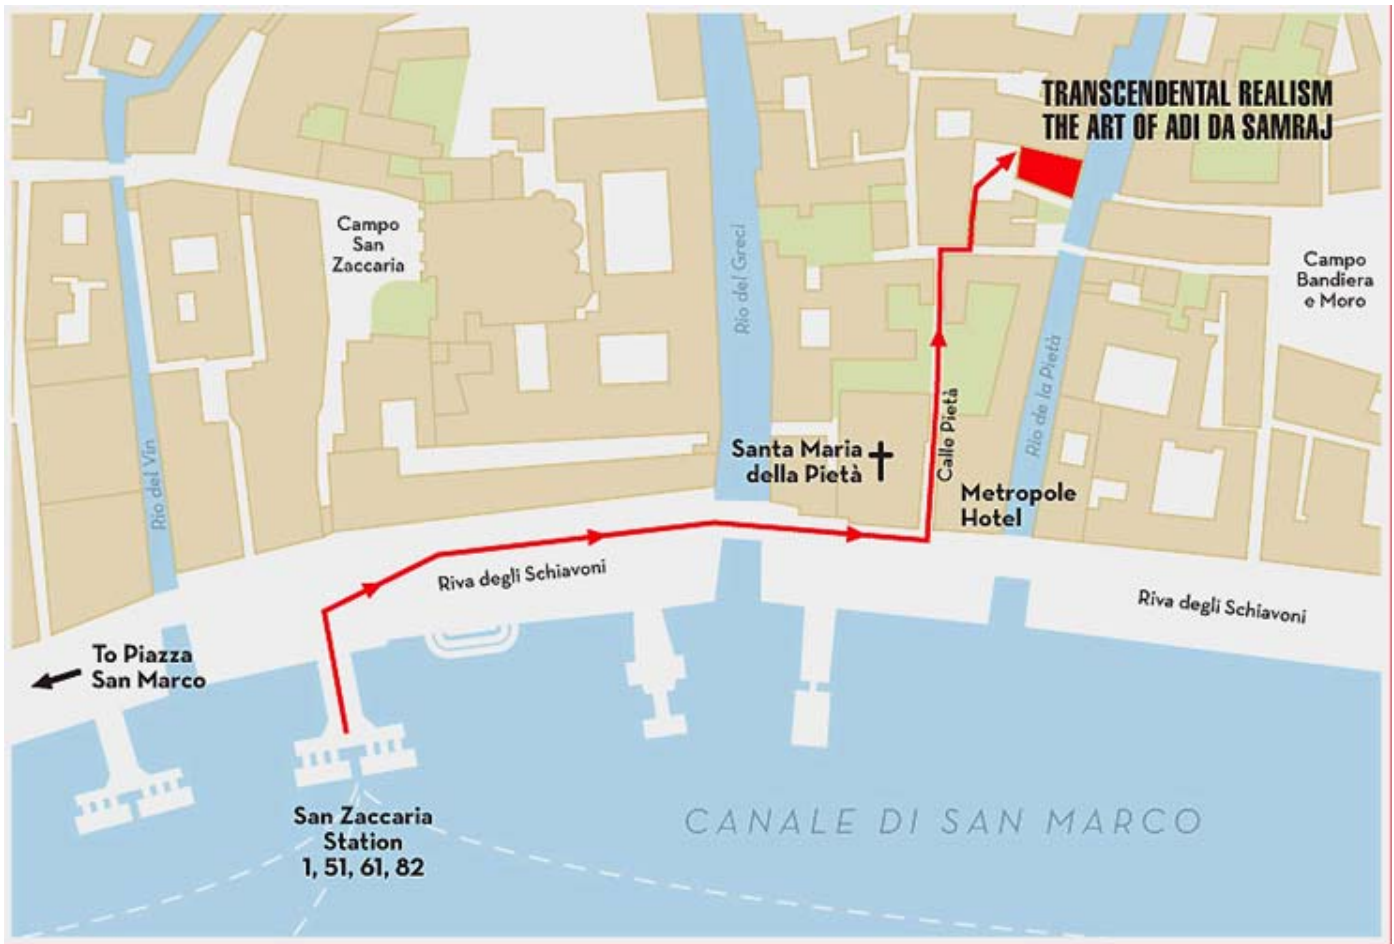 TRANSCENDENTAL REALISM
THE ART OF ADI DA SAMRAJ
Campo
San
Zaccaria
Rio del Greci
Campo
Bandiera
e Moro
Rio de la Pietà
Rio del Vin
Santa Maria
della Pietà
Calle Pietà
Metropole
Hotel
Riva degli Schiavoni
Riva degli Schiavoni
To Piazza
San Marco
San Zaccaria
Station
1, 51, 61, 82
CANALE DI SAN MARCO